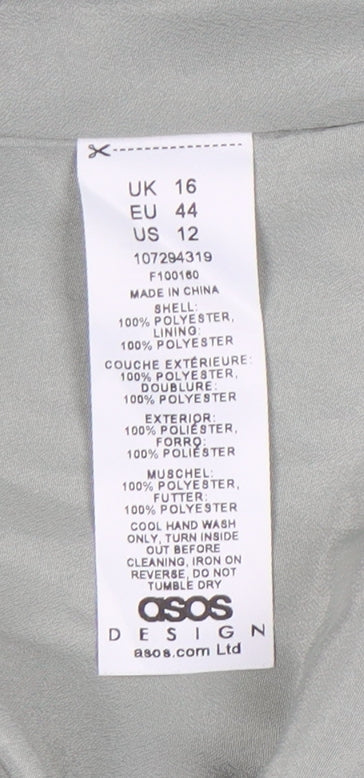 UK 16
EU 44
US 12
107294319
F100160
MADE IN CHINA
SHELL:
100% POLYESTER,
LINING:
100% POLYESTER
COUCHE EXTÉRIEURE:
100% POLYESTER,
DOUBLURE:
100% POLYESTER
EXTERIOR:
100% POLIÉSTER,
FORRO:
100% POLIÉSTER
MUSCHEL:
100% POLYESTER,
FUTTER:
100% POLYESTER
COOL HAND WASH
ONLY, TURN INSIDE
OUT BEFORE
CLEANING, IRON ON
REVERSE, DO NOT
TUMBLE DRY
asos
DESIGN
asos.com Ltd